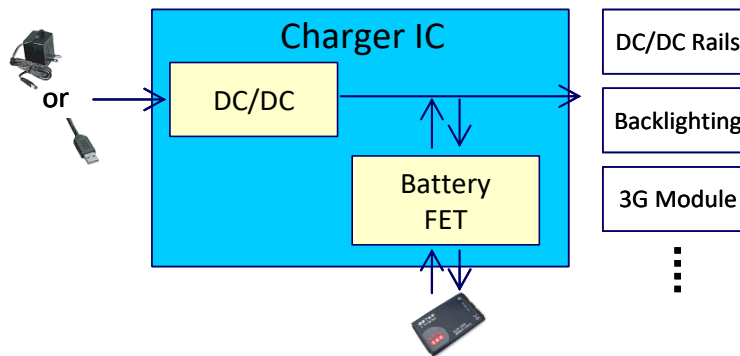 Charger IC
or
DC/DC
Battery
FET
DC/DC Rails
Backlighting
3G Module